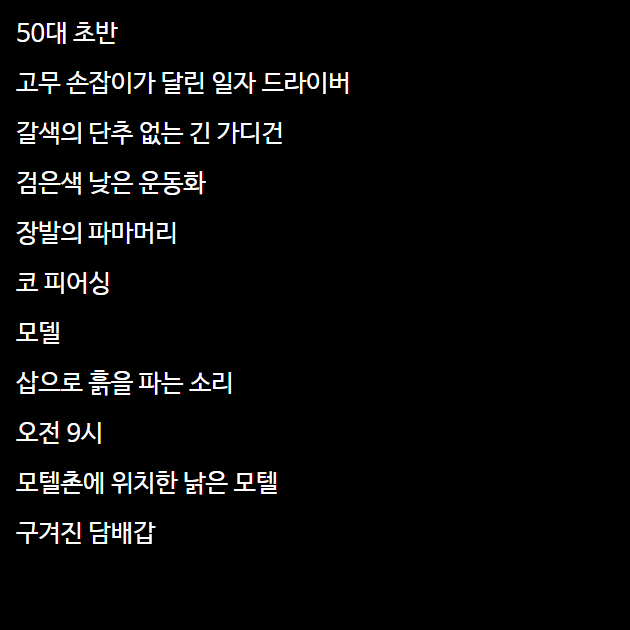 50대 초반
고무 손잡이가 달린 일자 드라이버
갈색의 단추 없는 긴 가디건
검은색 낮은 운동화
장발의 파마머리
코 피어싱
모델
삽으로 흙을 파는 소리
오전 9시
모텔촌에 위치한 낡은 모텔
구겨진 담배갑